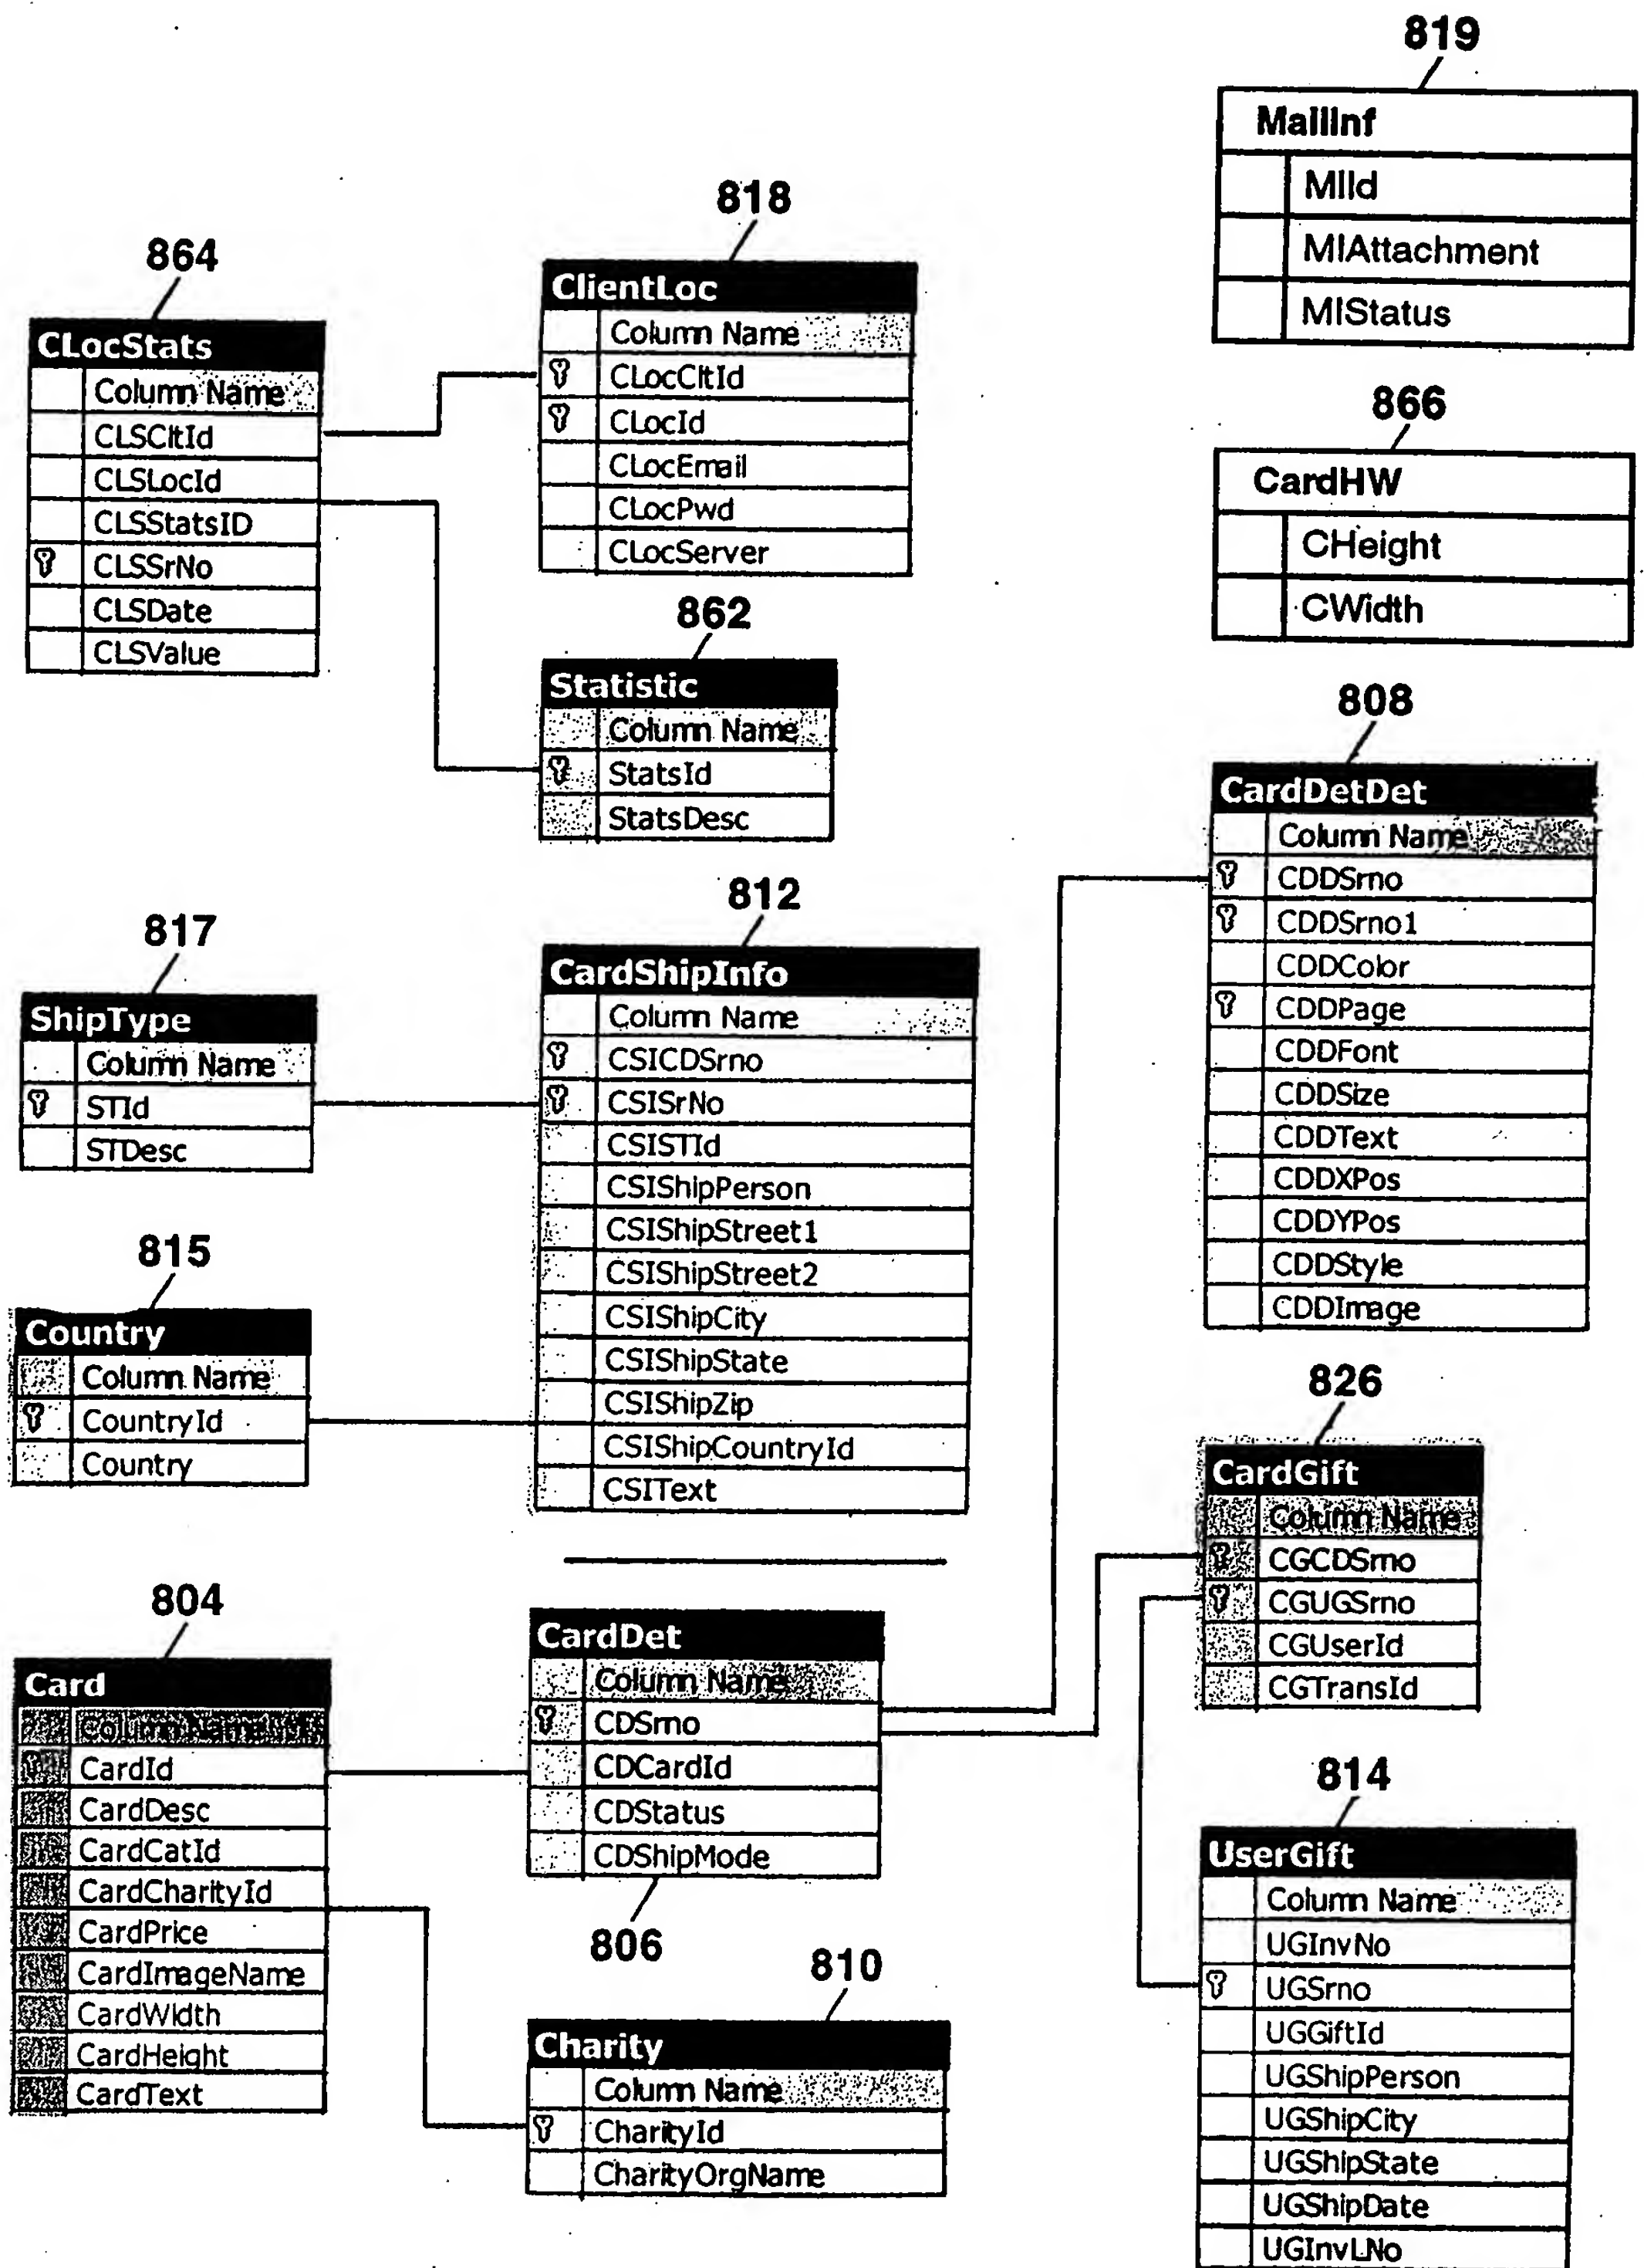 819
MailInf
MIId
MIAttachment
MIStatus
818
ClientLoc
Column Name
CLocCltId
CLocId
CLocEmail
CLocPwd
CLocServer
864
CLocStats
Column Name
CLSCltId
CLSLocId
CLSStatsID
CLSSrNo
CLSDate
CLSValue
866
CardHW
CHeight
CWidth
862
Statistic
Column Name
StatsId
StatsDesc
808
CardDetDet
Column Name
CDDSrno
CDDSrno1
CDDColor
CDDPage
CDDFont
CDDSize
CDDText
CDDXPos
CDDYPos
CDDStyle
CDDImage
812
CardShipInfo
Column Name
CSICDSrno
CSISrNo
CSISTId
CSIShipPerson
CSIShipStreet1
CSIShipStreet2
CSIShipCity
CSIShipState
CSIShipZip
CSIShipCountryId
CSIText
817
ShipType
Column Name
STId
STDesc
815
Country
Column Name
CountryId
Country
826
CardGift
Column Name
CGCDSrno
CGUGSrno
CGUserId
CGTransId
804
Card
Column Name
CardId
CardDesc
CardCatId
CardCharityId
CardPrice
CardImageName
CardWidth
CardHeight
CardText
CardDet
Column Name
CDSrno
CDCardId
CDStatus
CDShipMode
806
814
UserGift
Column Name
UGInvNo
UGSrno
UGGiftId
UGShipPerson
UGShipCity
UGShipState
UGShipDate
UGInvLNo
810
Charity
Column Name
CharityId
CharityOrgName